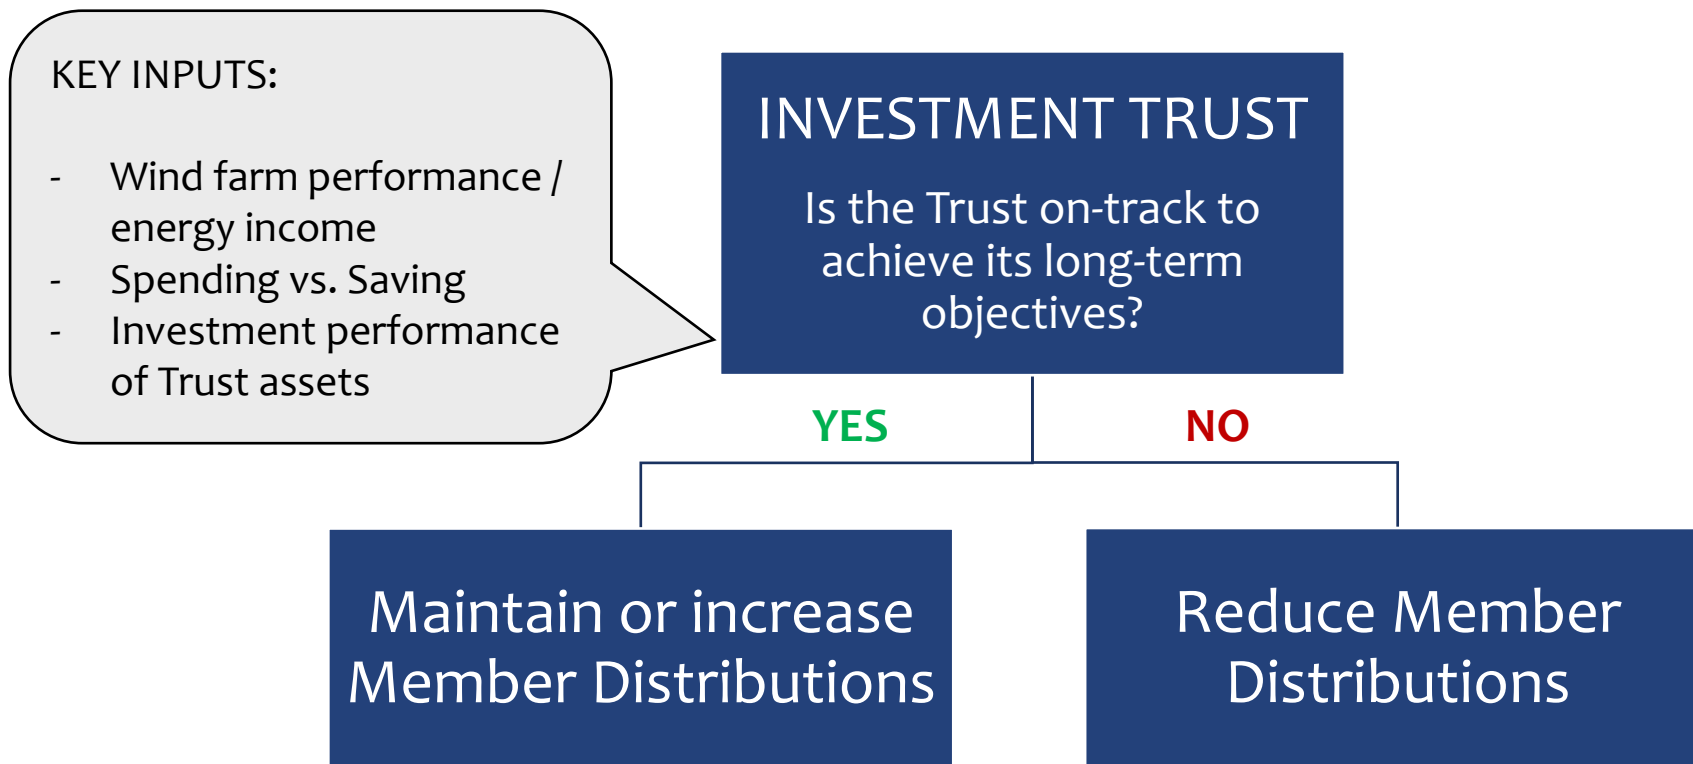 KEY INPUTS:
- Wind farm performance /
energy income
- Spending vs. Saving
- Investment performance
of Trust assets
INVESTMENT TRUST
Is the Trust on-track to
achieve its long-term
objectives?
YES
NO
Maintain or increase
Member Distributions
Reduce Member
Distributions